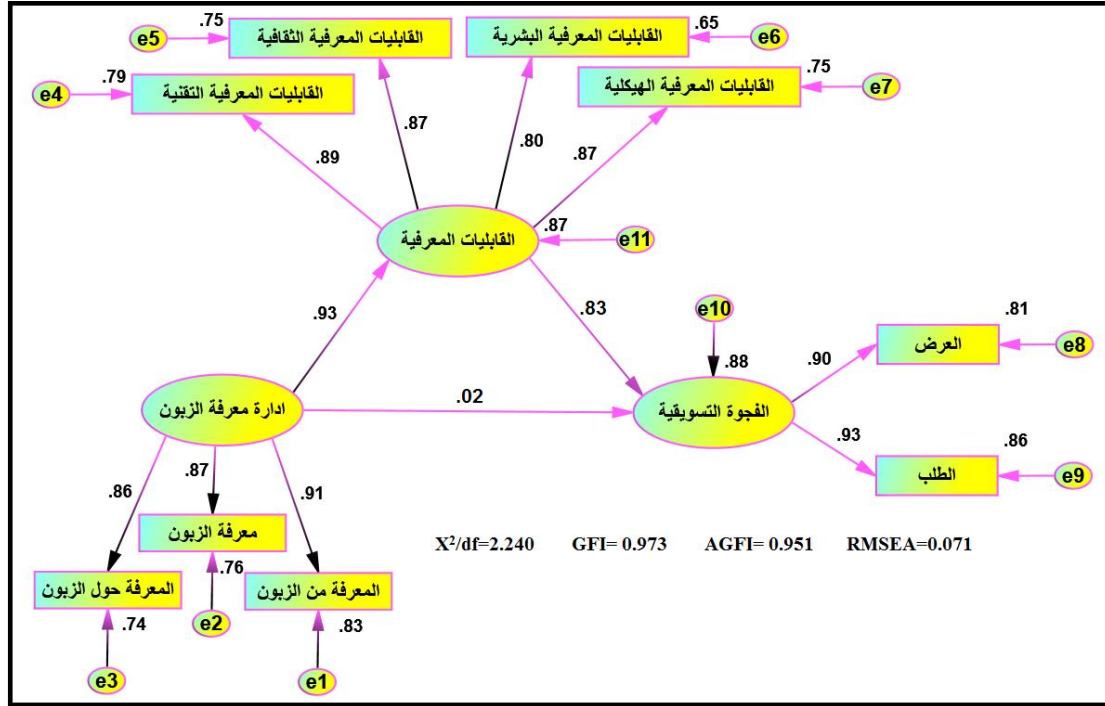 .75
e5
القابليات المعرفية الثقافية
القابليات المعرفية البشرية
.65
e6
.79
e4
القابليات المعرفية التقنية
القابليات المعرفية الهيكلية
.75
e7
.87
.80
.89
.87
القابليات المعرفية
.87
e11
.93
.83
e10
.88
.81
العرض
e8
.90
ادارة معرفة الزبون
.02
الفجوة التسويقية
.93
.86
الطلب
e9
.86
.87
.91
معرفة الزبون
X²/df=2.240 GFI= 0.973 AGFI= 0.951 RMSEA=0.071
المعرفة حول الزبون
.76
المعرفة من الزبون
.74
e2
.83
e3
e1